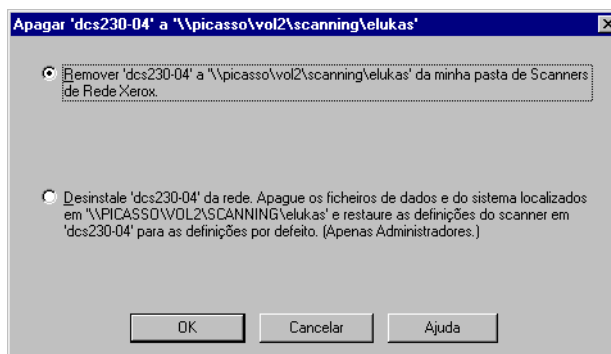 Apagar 'dcs230-04' a '\\picasso\vol2\scanning\elukas'
Remover 'dcs230-04' a '\\picasso\vol2\scanning\elukas' da minha pasta de Scanners
de Rede Xerox.
Desinstale 'dcs230-04' da rede. Apague os ficheiros de dados e do sistema localizados
em '\\PICASSO\VOL2\SCANNING\elukas' e restaure as definições do scanner em
'dcs230-04' para as definições por defeito. (Apenas Administradores.)
OK
Cancelar
Ajuda